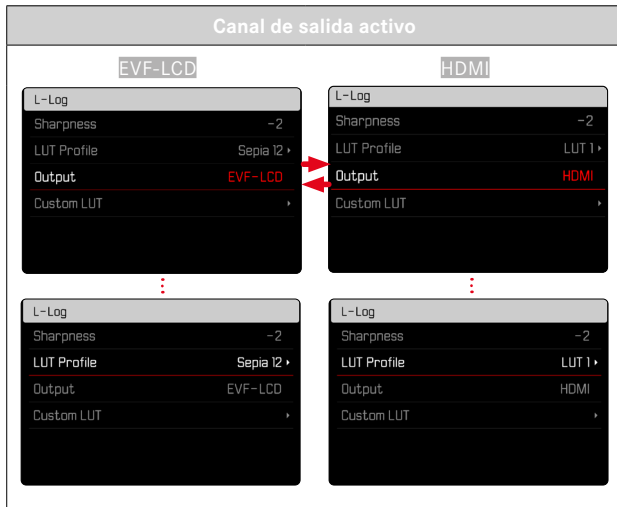 Canal de salida activo
EVF-LCD
L-Log
Sharpness -2
LUT Profile Sepia 12
Output EVF-LCD
Custom LUT
HDMI
L-Log
Sharpness -2
LUT Profile LUT 1
Output HDMI
Custom LUT
L-Log
Sharpness -2
LUT Profile Sepia 12
Output EVF-LCD
Custom LUT
L-Log
Sharpness -2
LUT Profile LUT 1
Output HDMI
Custom LUT